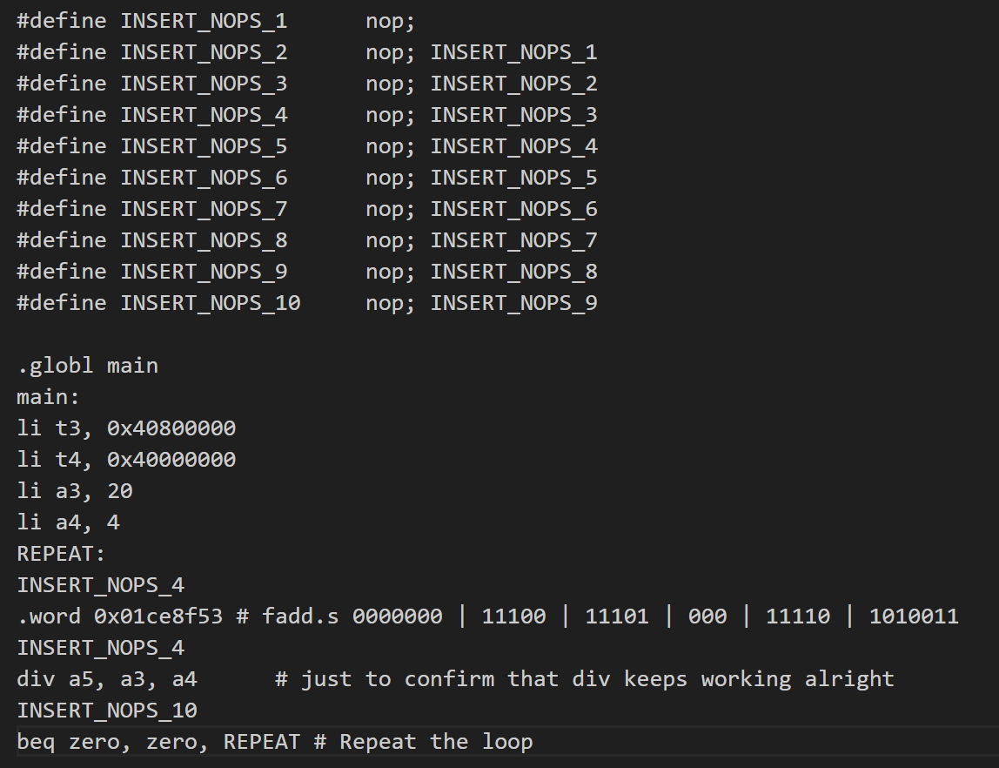 #define INSERT_NOPS_1      nop;
#define INSERT_NOPS_2      nop; INSERT_NOPS_1
#define INSERT_NOPS_3      nop; INSERT_NOPS_2
#define INSERT_NOPS_4      nop; INSERT_NOPS_3
#define INSERT_NOPS_5      nop; INSERT_NOPS_4
#define INSERT_NOPS_6      nop; INSERT_NOPS_5
#define INSERT_NOPS_7      nop; INSERT_NOPS_6
#define INSERT_NOPS_8      nop; INSERT_NOPS_7
#define INSERT_NOPS_9      nop; INSERT_NOPS_8
#define INSERT_NOPS_10     nop; INSERT_NOPS_9

.globl main
main:
li t3, 0x40800000
li t4, 0x40000000
li a3, 20
li a4, 4
REPEAT:
INSERT_NOPS_4
.word 0x01ce8f53 # fadd.s 0000000 | 11100 | 11101 | 000 | 11110 | 1010011
INSERT_NOPS_4
div a5, a3, a4      # just to confirm that div keeps working alright
INSERT_NOPS_10
beq zero, zero, REPEAT # Repeat the loop